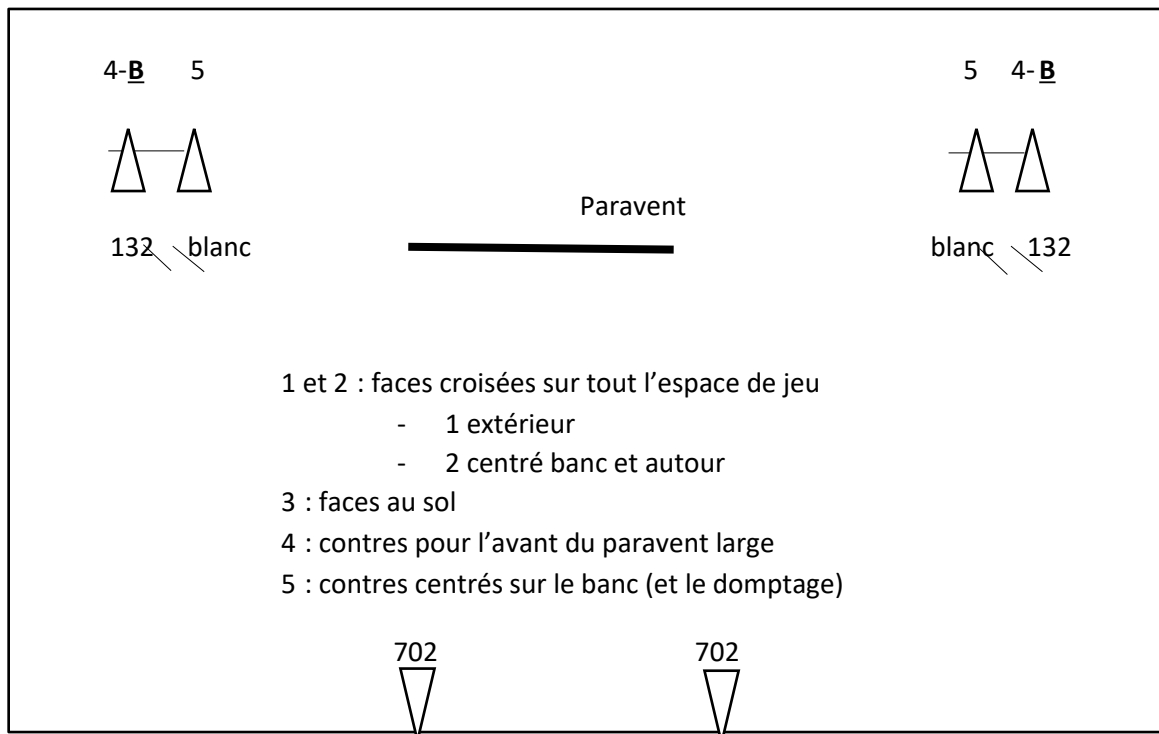 4-B 5 5 4-B
Paravent
132 blanc blanc 132
1 et 2 : faces croisées sur tout l’espace de jeu
- 1 extérieur
- 2 centré banc et autour
3 : faces au sol
4 : contres pour l’avant du paravent large
5 : contres centrés sur le banc (et le domptage)
702 702